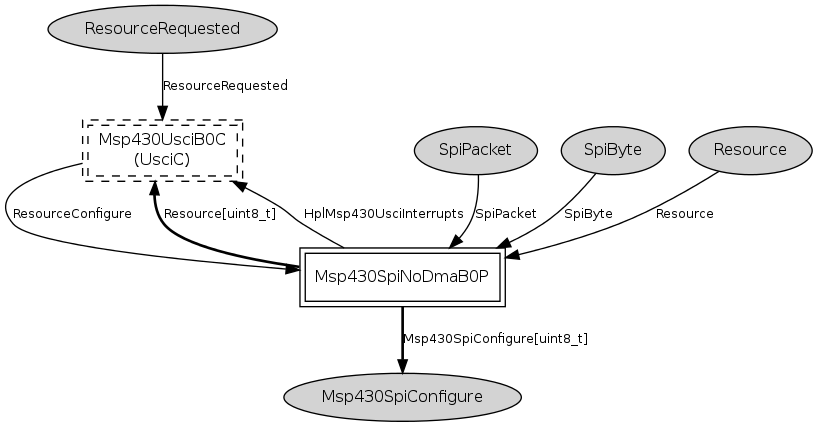 ResourceRequested
ResourceRequested
Msp430UsciB0C
(UsciC)
SpiPacket
SpiByte
Resource
ResourceConfigure
Resource[uint8_t]
HplMsp430UsciInterrupts
SpiPacket
SpiByte
Resource
Msp430SpiNoDmaB0P
Msp430SpiConfigure[uint8_t]
Msp430SpiConfigure